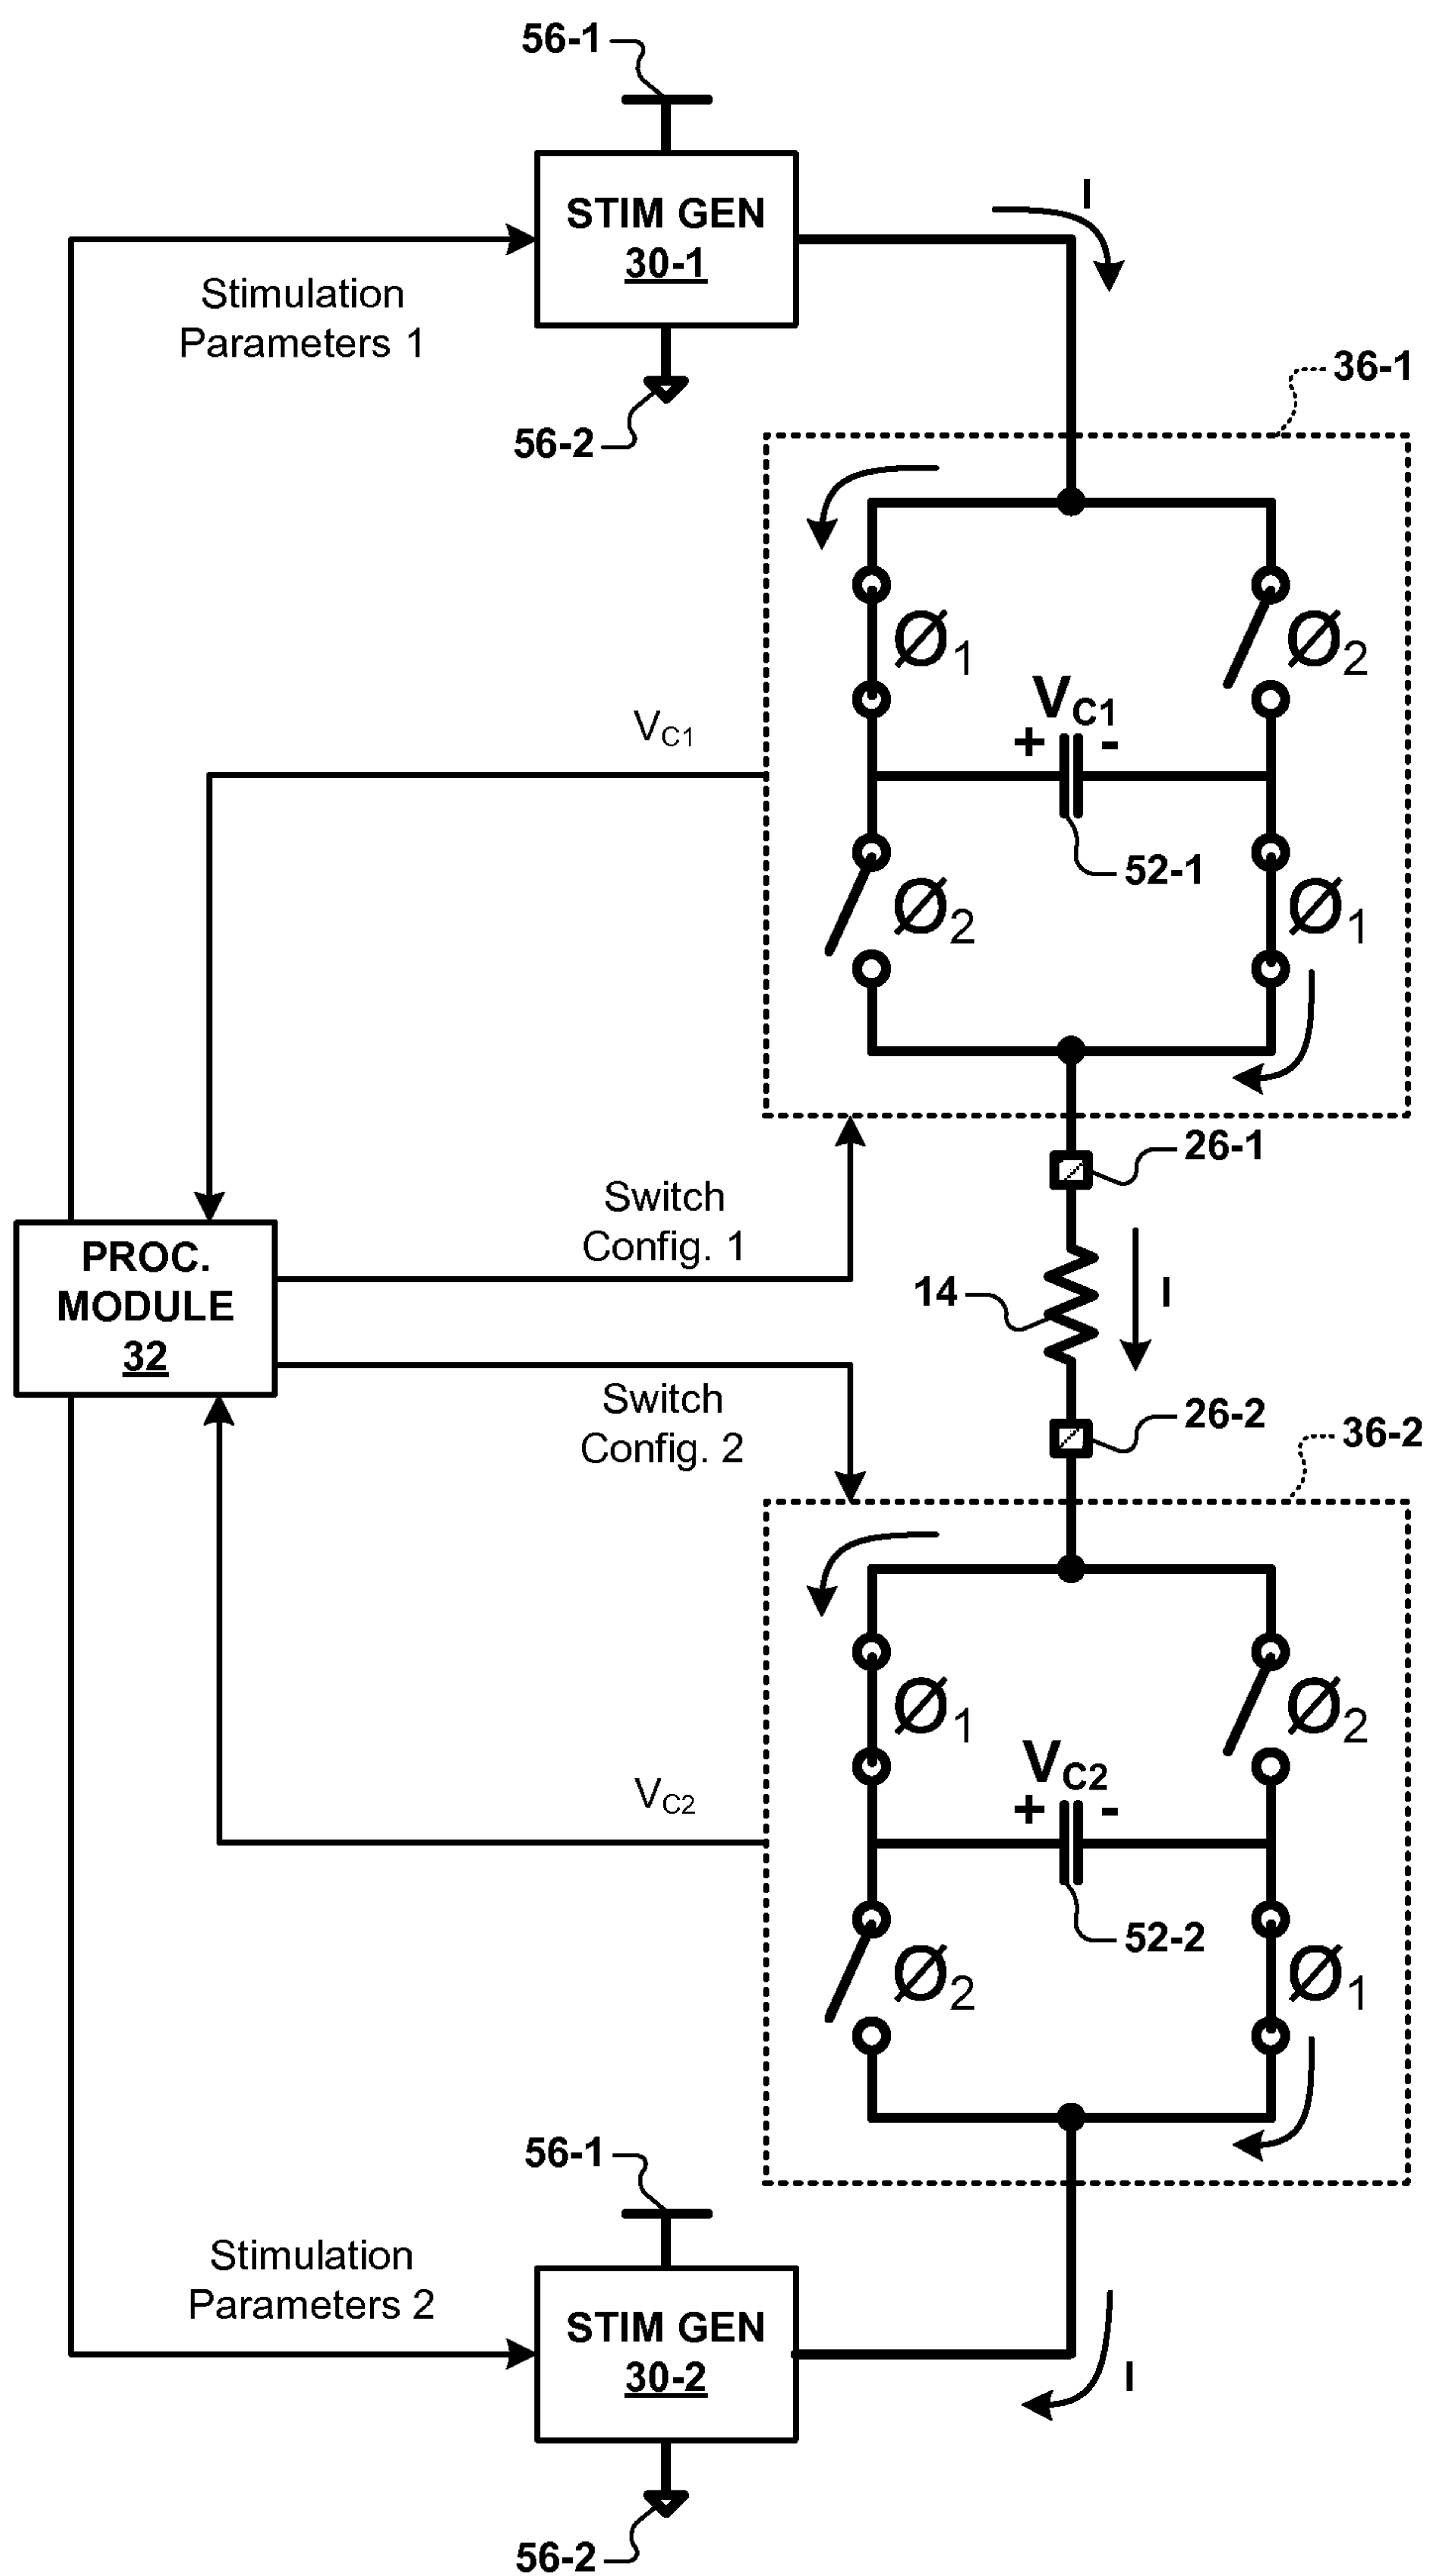 56-1
STIM GEN
30-1
I
Stimulation
Parameters 1
56-2
36-1
Ø1
Ø2
VC1
+ -
VC1
52-1
Ø2
Ø1
26-1
Switch
Config. 1
PROC.
MODULE
32
14
I
Switch
Config. 2
26-2
36-2
Ø1
Ø2
VC2
+ -
VC2
52-2
Ø2
Ø1
56-1
Stimulation
Parameters 2
STIM GEN
30-2
I
56-2